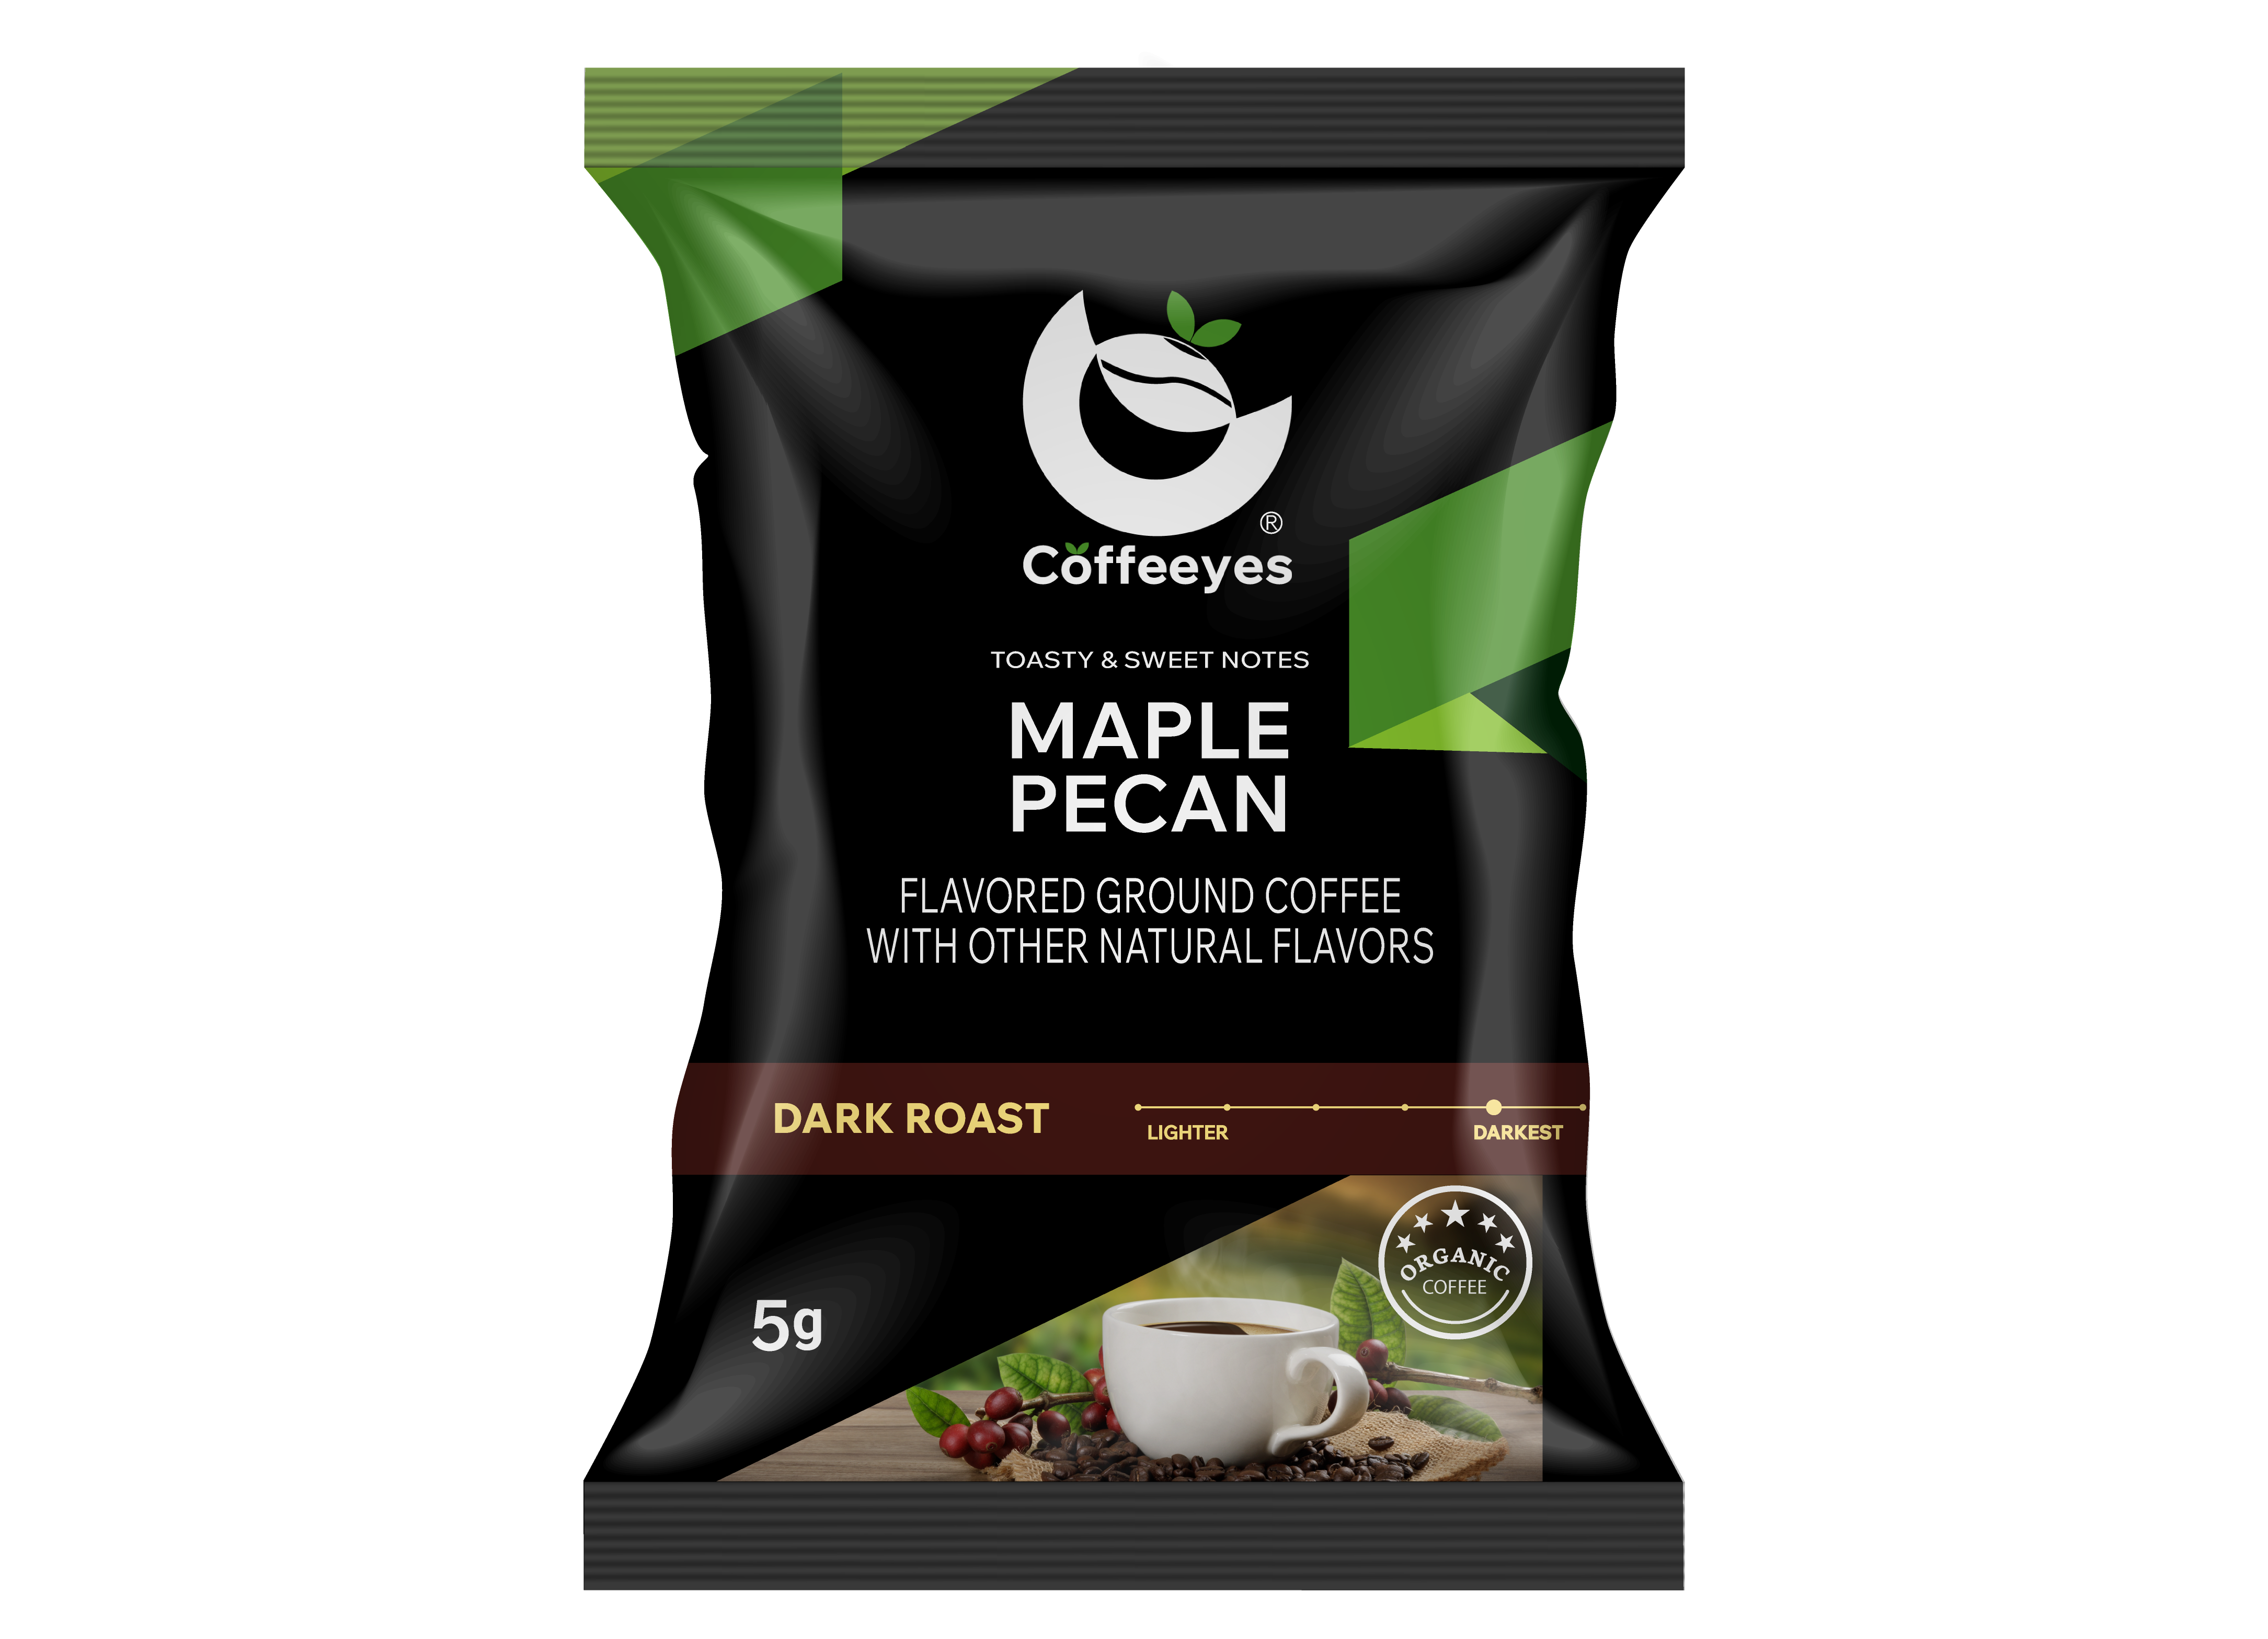 ®
Coffeeyes
TOASTY & SWEET NOTES
MAPLE
PECAN
FLAVORED GROUND COFFEE
WITH OTHER NATURAL FLAVORS
DARK ROAST
LIGHTER
DARKEST
ORGANIC
COFFEE
5g